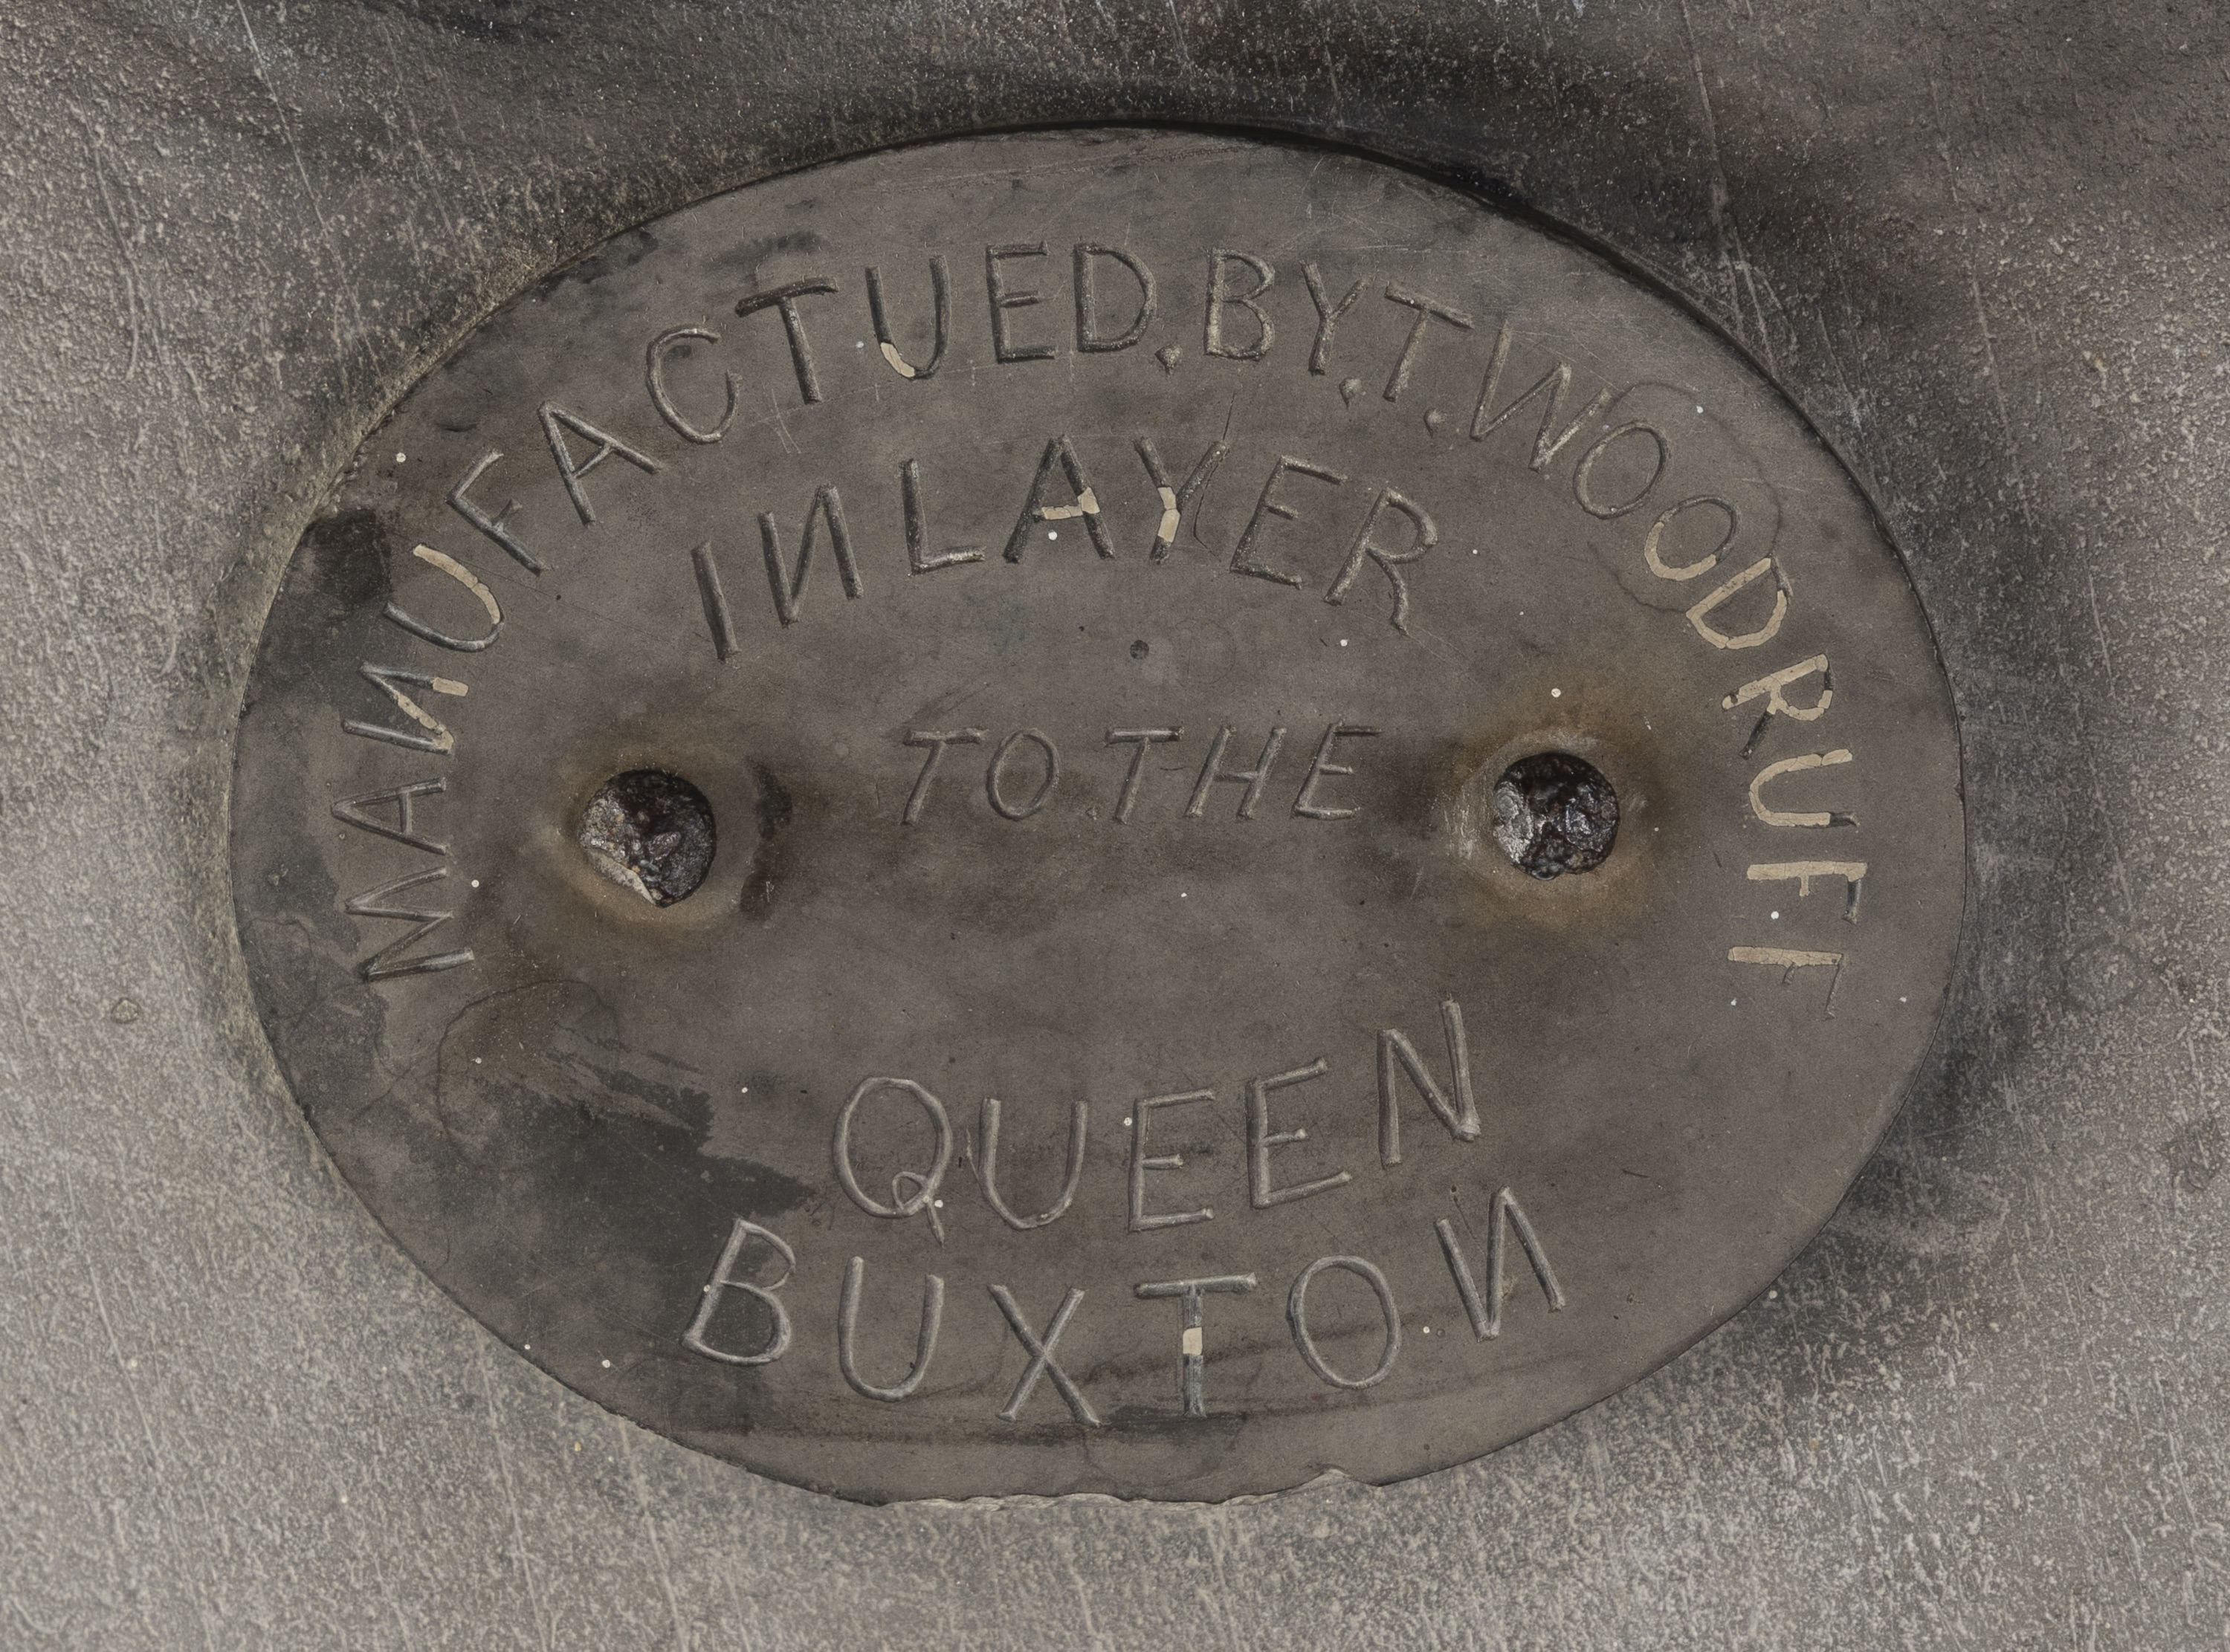 MANUFACTUED.BY.T.WOODRUFF
INLAYER
TO THE
QUEEN
BUXTON